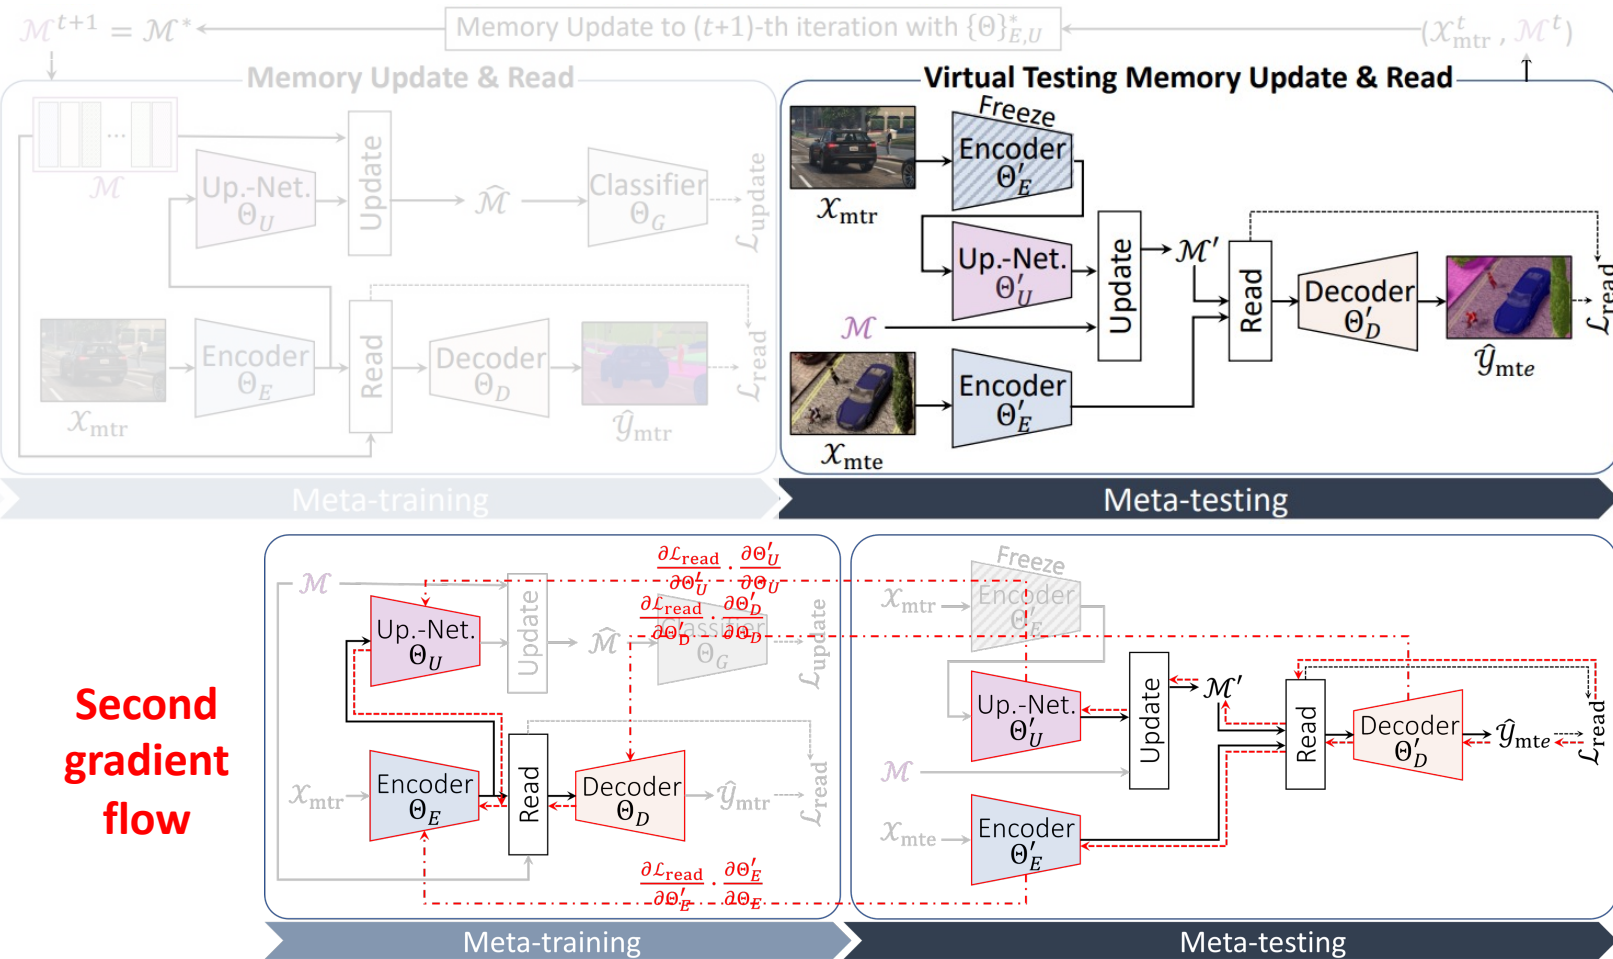 ℳ^{t+1} = ℳ*
Memory Update to (t+1)-th iteration with {Θ}*_{E,U}
(𝒳^t_mtr , ℳ^t)
Memory Update & Read
ℳ
Up.-Net.
Θ_U
Update
ℳ̂
Classifier
Θ_G
ℒ_update
𝒳_mtr
Encoder
Θ_E
Read
Decoder
Θ_D
𝒴̂_mtr
ℒ_read
Meta-training
Virtual Testing Memory Update & Read
Freeze
Encoder
Θ′_E
𝒳_mtr
Up.-Net.
Θ′_U
Update
ℳ′
ℳ
Read
Decoder
Θ′_D
𝒴̂_mte
ℒ_read
Encoder
Θ′_E
𝒳_mte
Meta-testing
Second
gradient
flow
∂ℒ_read/∂Θ′_U · ∂Θ′_U/∂Θ_U
∂ℒ_read/∂Θ′_D · ∂Θ′_D/∂Θ_D
ℳ
Up.-Net.
Θ_U
Update
ℳ̂
Classifier
Θ_G
ℒ_update
𝒳_mtr
Encoder
Θ_E
Read
Decoder
Θ_D
𝒴̂_mtr
ℒ_read
∂ℒ_read/∂Θ′_E · ∂Θ′_E/∂Θ_E
Meta-training
Freeze
𝒳_mtr
Encoder
Θ′_E
Up.-Net.
Θ′_U
Update
ℳ′
ℳ
Read
Decoder
Θ′_D
𝒴̂_mte
ℒ_read
𝒳_mte
Encoder
Θ′_E
Meta-testing